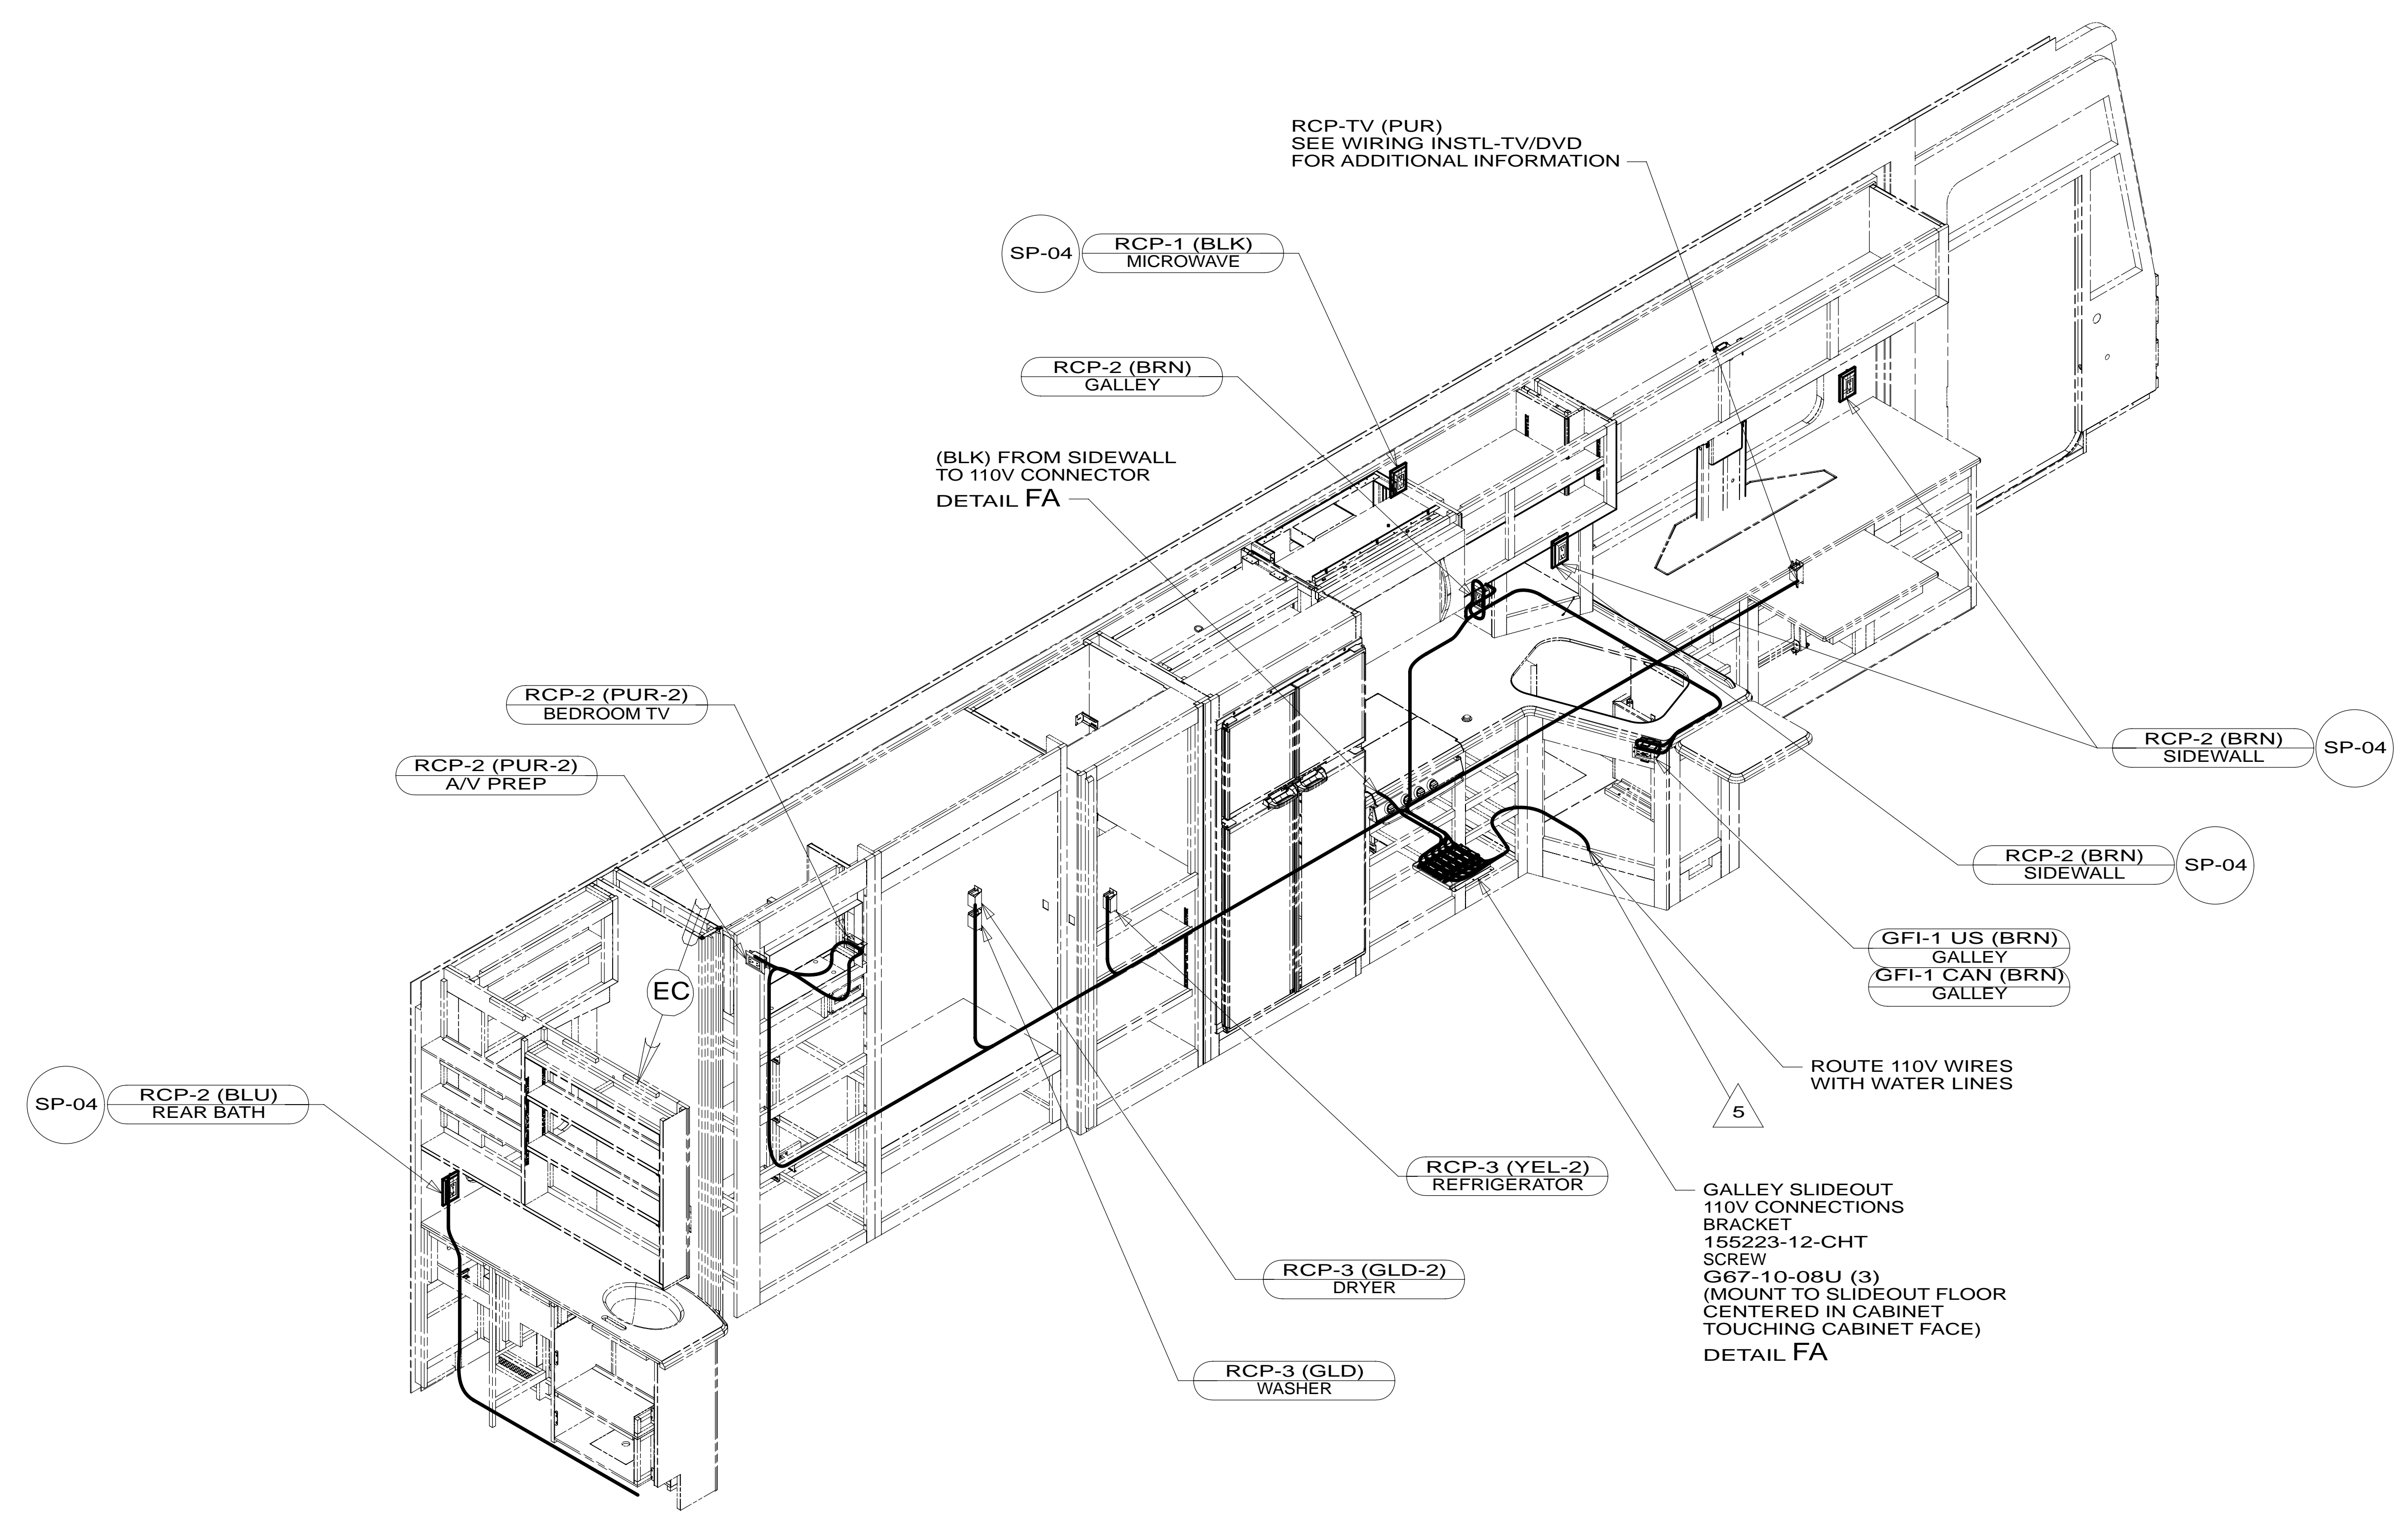 RCP-TV (PUR)
SEE WIRING INSTL-TV/DVD
FOR ADDITIONAL INFORMATION
SP-04
RCP-1 (BLK)
MICROWAVE
RCP-2 (BRN)
GALLEY
(BLK) FROM SIDEWALL
TO 110V CONNECTOR
DETAIL FA
RCP-2 (PUR-2)
BEDROOM TV
RCP-2 (PUR-2)
A/V PREP
RCP-2 (BRN)
SIDEWALL
SP-04
RCP-2 (BRN)
SIDEWALL
SP-04
GFI-1 US (BRN)
GALLEY
GFI-1 CAN (BRN)
GALLEY
EC
ROUTE 110V WIRES
WITH WATER LINES
5
SP-04
RCP-2 (BLU)
REAR BATH
RCP-3 (YEL-2)
REFRIGERATOR
GALLEY SLIDEOUT
110V CONNECTIONS
BRACKET
155223-12-CHT
SCREW
G67-10-08U (3)
(MOUNT TO SLIDEOUT FLOOR
CENTERED IN CABINET
TOUCHING CABINET FACE)
DETAIL FA
RCP-3 (GLD-2)
DRYER
RCP-3 (GLD)
WASHER